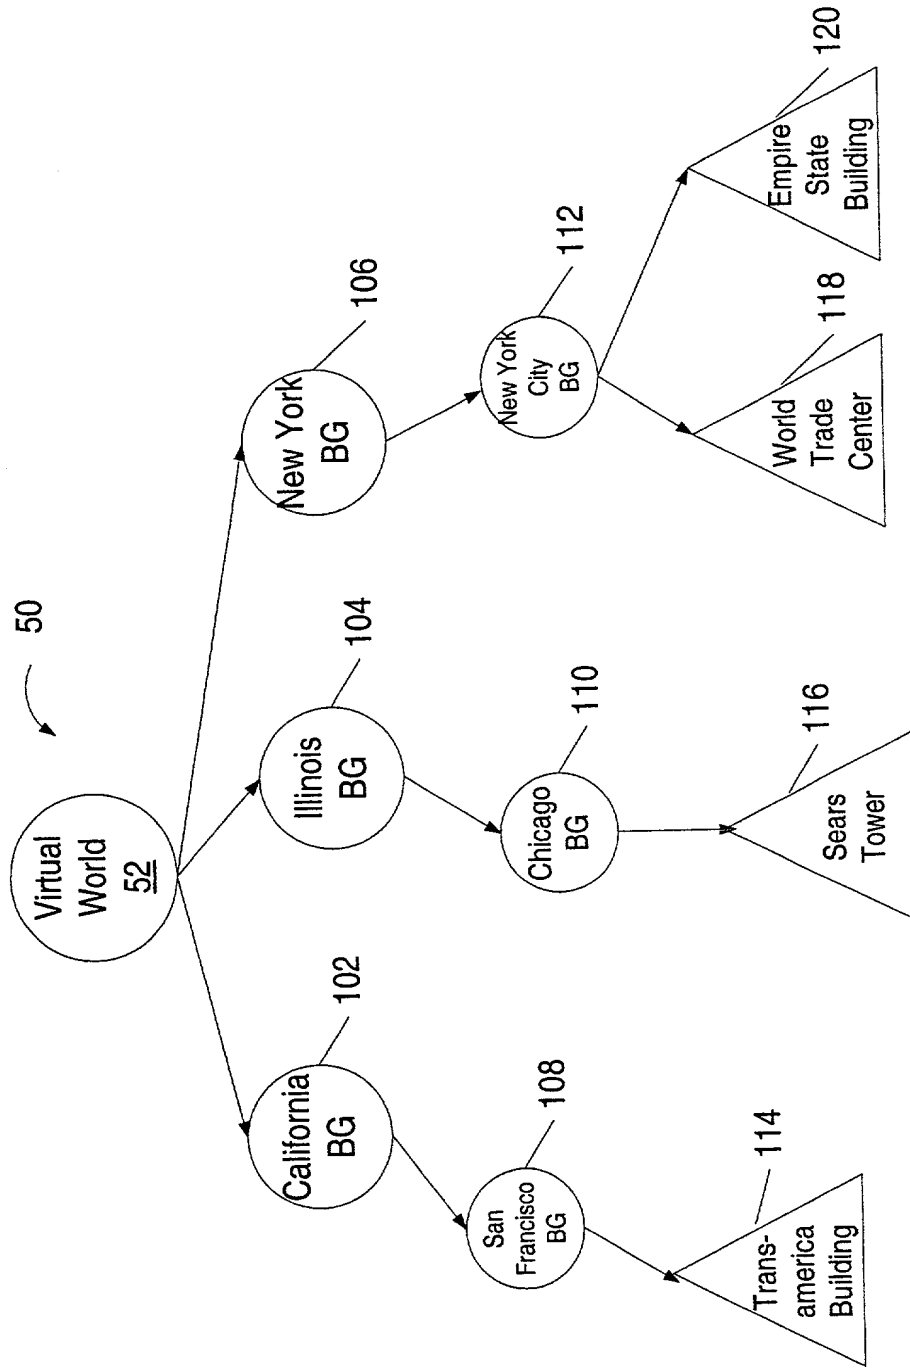 50
Virtual
World
52
California
BG
102
Illinois
BG
104
New York
BG
106
San
Francisco
BG
108
Chicago
BG
110
New York
City
BG
112
Trans-
america
Building
114
Sears
Tower
116
World
Trade
Center
118
Empire
State
Building
120